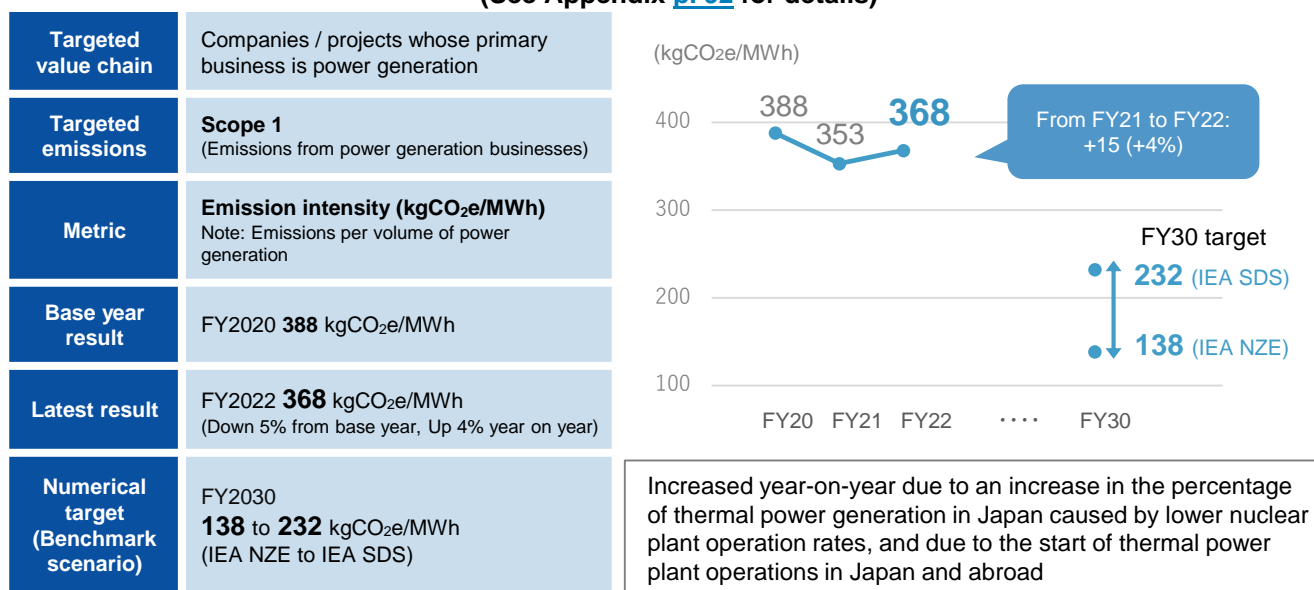 (See Appendix p. 62 for details)
Targeted
value chain
Companies / projects whose primary
business is power generation
Targeted
emissions
Scope 1
(Emissions from power generation businesses)
Metric
Emission intensity (kgCO2e/MWh)
Note: Emissions per volume of power
generation
Base year
result
FY2020 388 kgCO2e/MWh
Latest result
FY2022 368 kgCO2e/MWh
(Down 5% from base year, Up 4% year on year)
Numerical
target
(Benchmark
scenario)
FY2030
138 to 232 kgCO2e/MWh
(IEA NZE to IEA SDS)
(kgCO2e/MWh)
400
300
200
100
388
353
368
From FY21 to FY22:
+15 (+4%)
FY30 target
232 (IEA SDS)
138 (IEA NZE)
FY20 FY21 FY22 ···· FY30
Increased year-on-year due to an increase in the percentage
of thermal power generation in Japan caused by lower nuclear
plant operation rates, and due to the start of thermal power
plant operations in Japan and abroad